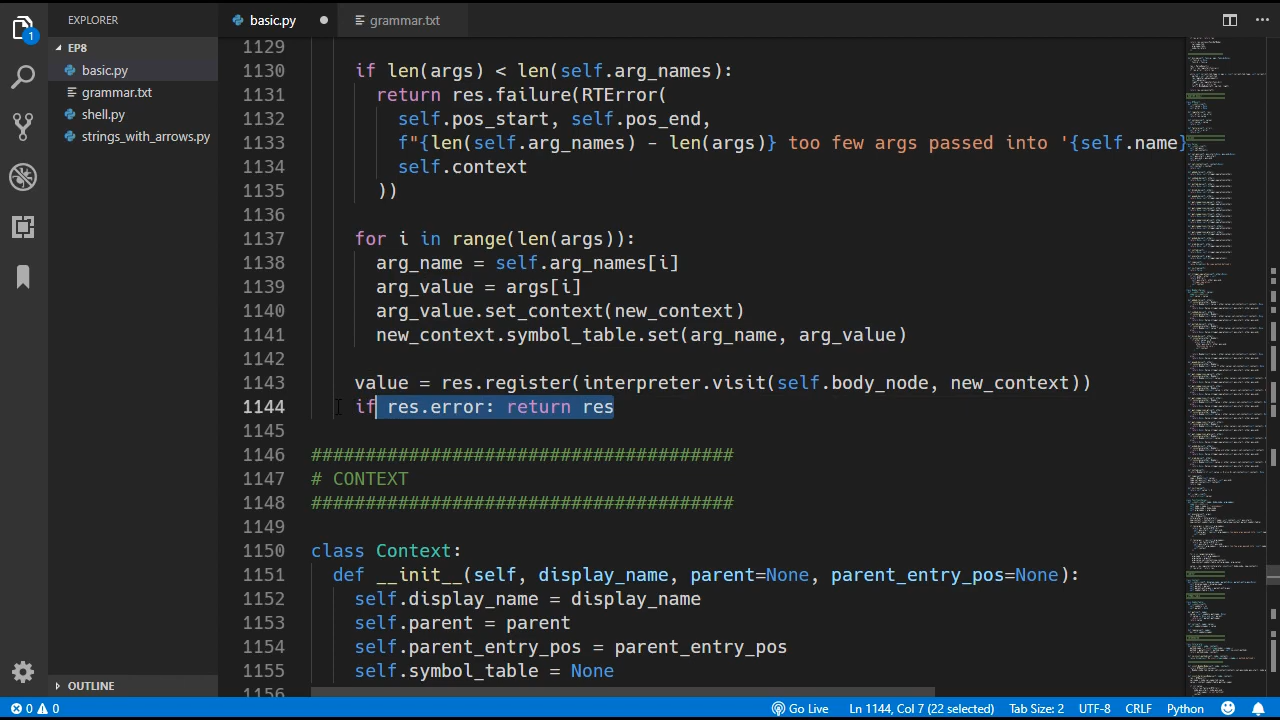 EXPLORER
basic.py
grammar.txt
1
EP8
basic.py
grammar.txt
shell.py
strings_with_arrows.py
OUTLINE
1129
1130 if len(args) < len(self.arg_names):
1131 return res.failure(RTError(
1132 self.pos_start, self.pos_end,
1133 f"{len(self.arg_names) - len(args)} too few args passed into '{self.name}
1134 self.context
1135 ))
1136
1137 for i in range(len(args)):
1138 arg_name = self.arg_names[i]
1139 arg_value = args[i]
1140 arg_value.set_context(new_context)
1141 new_context.symbol_table.set(arg_name, arg_value)
1142
1143 value = res.register(interpreter.visit(self.body_node, new_context))
1144 if res.error: return res
1145
1146 #######################################
1147 # CONTEXT
1148 #######################################
1149
1150 class Context:
1151 def __init__(self, display_name, parent=None, parent_entry_pos=None):
1152 self.display_name = display_name
1153 self.parent = parent
1154 self.parent_entry_pos = parent_entry_pos
1155 self.symbol_table = None
1156
0 0 Go Live Ln 1144, Col 7 (22 selected) Tab Size: 2 UTF-8 CRLF Python